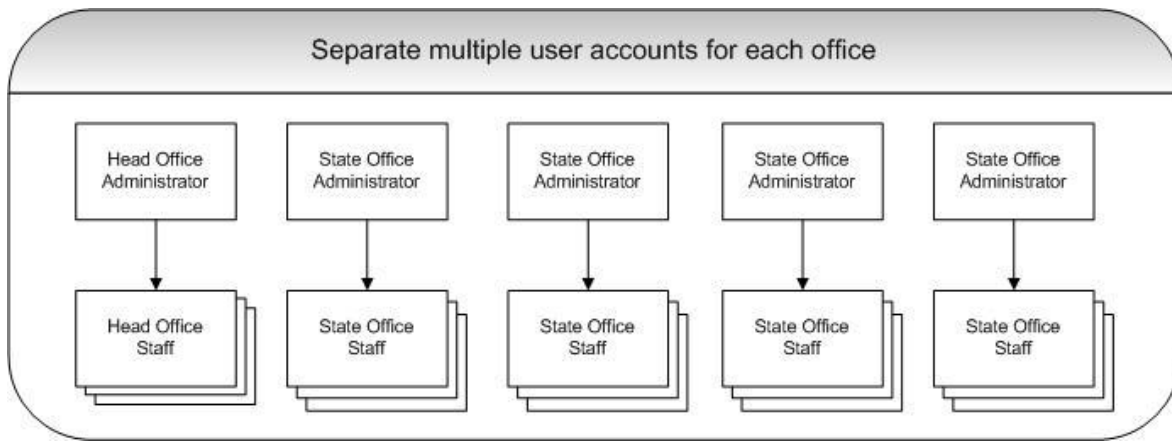 Separate multiple user accounts for each office
Head Office
Administrator
State Office
Administrator
State Office
Administrator
State Office
Administrator
State Office
Administrator
Head Office
Staff
State Office
Staff
State Office
Staff
State Office
Staff
State Office
Staff